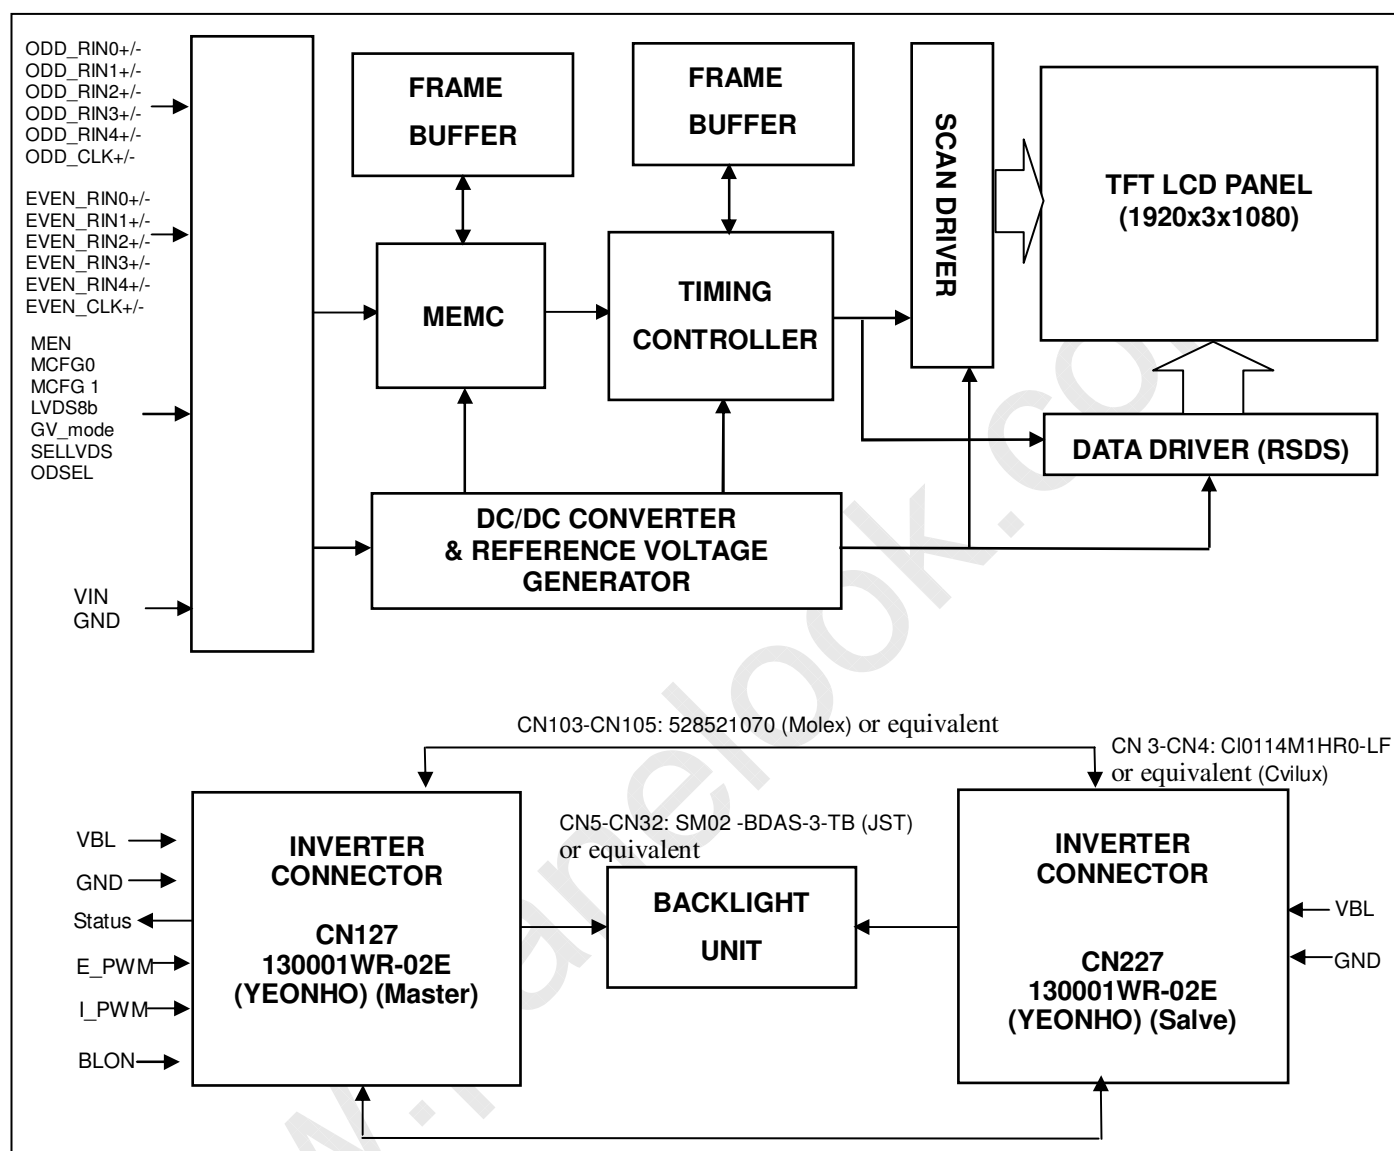 ODD_RIN0+/-
ODD_RIN1+/-
ODD_RIN2+/-
ODD_RIN3+/-
ODD_RIN4+/-
ODD_CLK+/-
EVEN_RIN0+/-
EVEN_RIN1+/-
EVEN_RIN2+/-
EVEN_RIN3+/-
EVEN_RIN4+/-
EVEN_CLK+/-
MEN
MCFG0
MCFG 1
LVDS8b
GV_mode
SELLVDS
ODSEL
VIN
GND
FRAME
BUFFER
FRAME
BUFFER
MEMC
TIMING
CONTROLLER
SCAN DRIVER
TFT LCD PANEL
(1920x3x1080)
DATA DRIVER (RSDS)
DC/DC CONVERTER
& REFERENCE VOLTAGE
GENERATOR
CN103-CN105: 528521070 (Molex) or equivalent
CN 3-CN4: CI0114M1HR0-LF
or equivalent (Cvilux)
CN5-CN32: SM02 -BDAS-3-TB (JST)
or equivalent
VBL
GND
Status
E_PWM
I_PWM
BLON
INVERTER
CONNECTOR
CN127
130001WR-02E
(YEONHO) (Master)
BACKLIGHT
UNIT
INVERTER
CONNECTOR
CN227
130001WR-02E
(YEONHO) (Salve)
VBL
GND
w.panelook.co